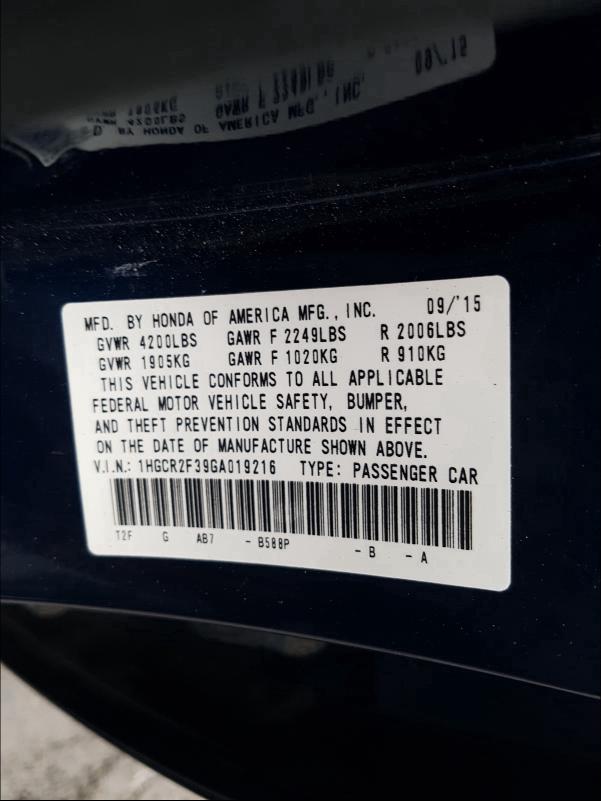 MFD. BY HONDA OF AMERICA MFG., INC. 09/'15
GVWR 4200LBS GAWR F 2249LBS R 2006LBS
GVWR 1905KG GAWR F 1020KG R 910KG
THIS VEHICLE CONFORMS TO ALL APPLICABLE
FEDERAL MOTOR VEHICLE SAFETY, BUMPER,
AND THEFT PREVENTION STANDARDS IN EFFECT
ON THE DATE OF MANUFACTURE SHOWN ABOVE.
V.I.N.: 1HGCR2F39GA019216 TYPE: PASSENGER CAR
T2F G AB7 - B588P - B - A